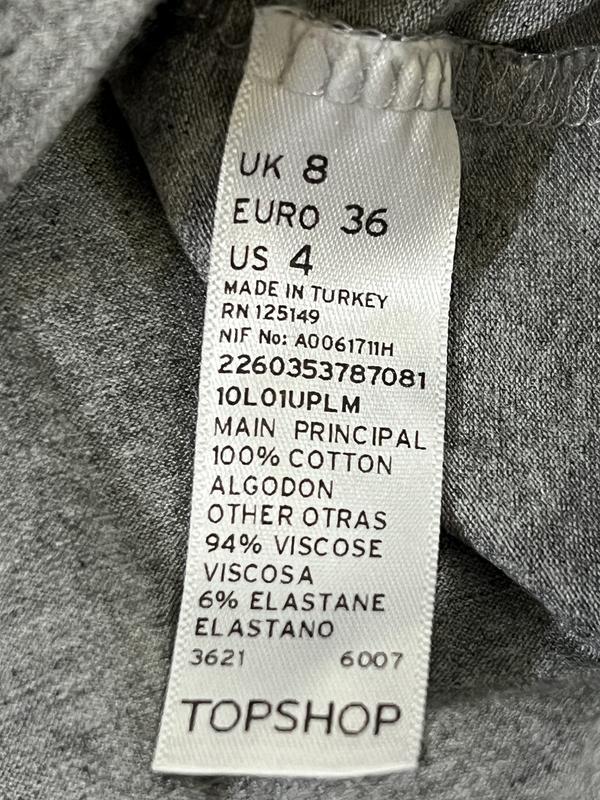 UK 8
EURO 36
US 4
MADE IN TURKEY
RN 125149
NIF No: A0061711H
2260353787081
10L01UPLM
MAIN PRINCIPAL
100% COTTON
ALGODON
OTHER OTRAS
94% VISCOSE
VISCOSA
6% ELASTANE
ELASTANO
3621 6007
TOPSHOP